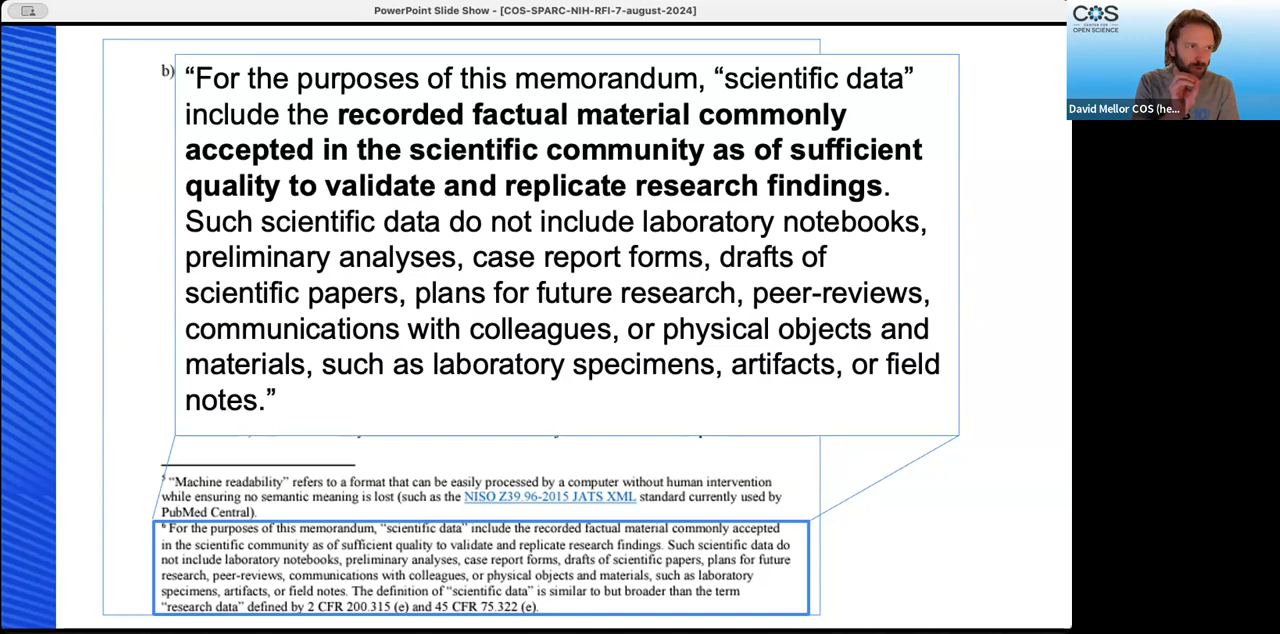 PowerPoint Slide Show - [COS-SPARC-NIH-RFI-7-august-2024]
COS
CENTER FOR
OPEN SCIENCE
David Mellor COS (he...
b)
“For the purposes of this memorandum, “scientific data”
include the recorded factual material commonly
accepted in the scientific community as of sufficient
quality to validate and replicate research findings.
Such scientific data do not include laboratory notebooks,
preliminary analyses, case report forms, drafts of
scientific papers, plans for future research, peer-reviews,
communications with colleagues, or physical objects and
materials, such as laboratory specimens, artifacts, or field
notes.”
5 “Machine readability” refers to a format that can be easily processed by a computer without human intervention
while ensuring no semantic meaning is lost (such as the NISO Z39.96-2015 JATS XML standard currently used by
PubMed Central).
6 For the purposes of this memorandum, “scientific data” include the recorded factual material commonly accepted
in the scientific community as of sufficient quality to validate and replicate research findings. Such scientific data do
not include laboratory notebooks, preliminary analyses, case report forms, drafts of scientific papers, plans for future
research, peer-reviews, communications with colleagues, or physical objects and materials, such as laboratory
specimens, artifacts, or field notes. The definition of “scientific data” is similar to but broader than the term
“research data” defined by 2 CFR 200.315 (e) and 45 CFR 75.322 (e).